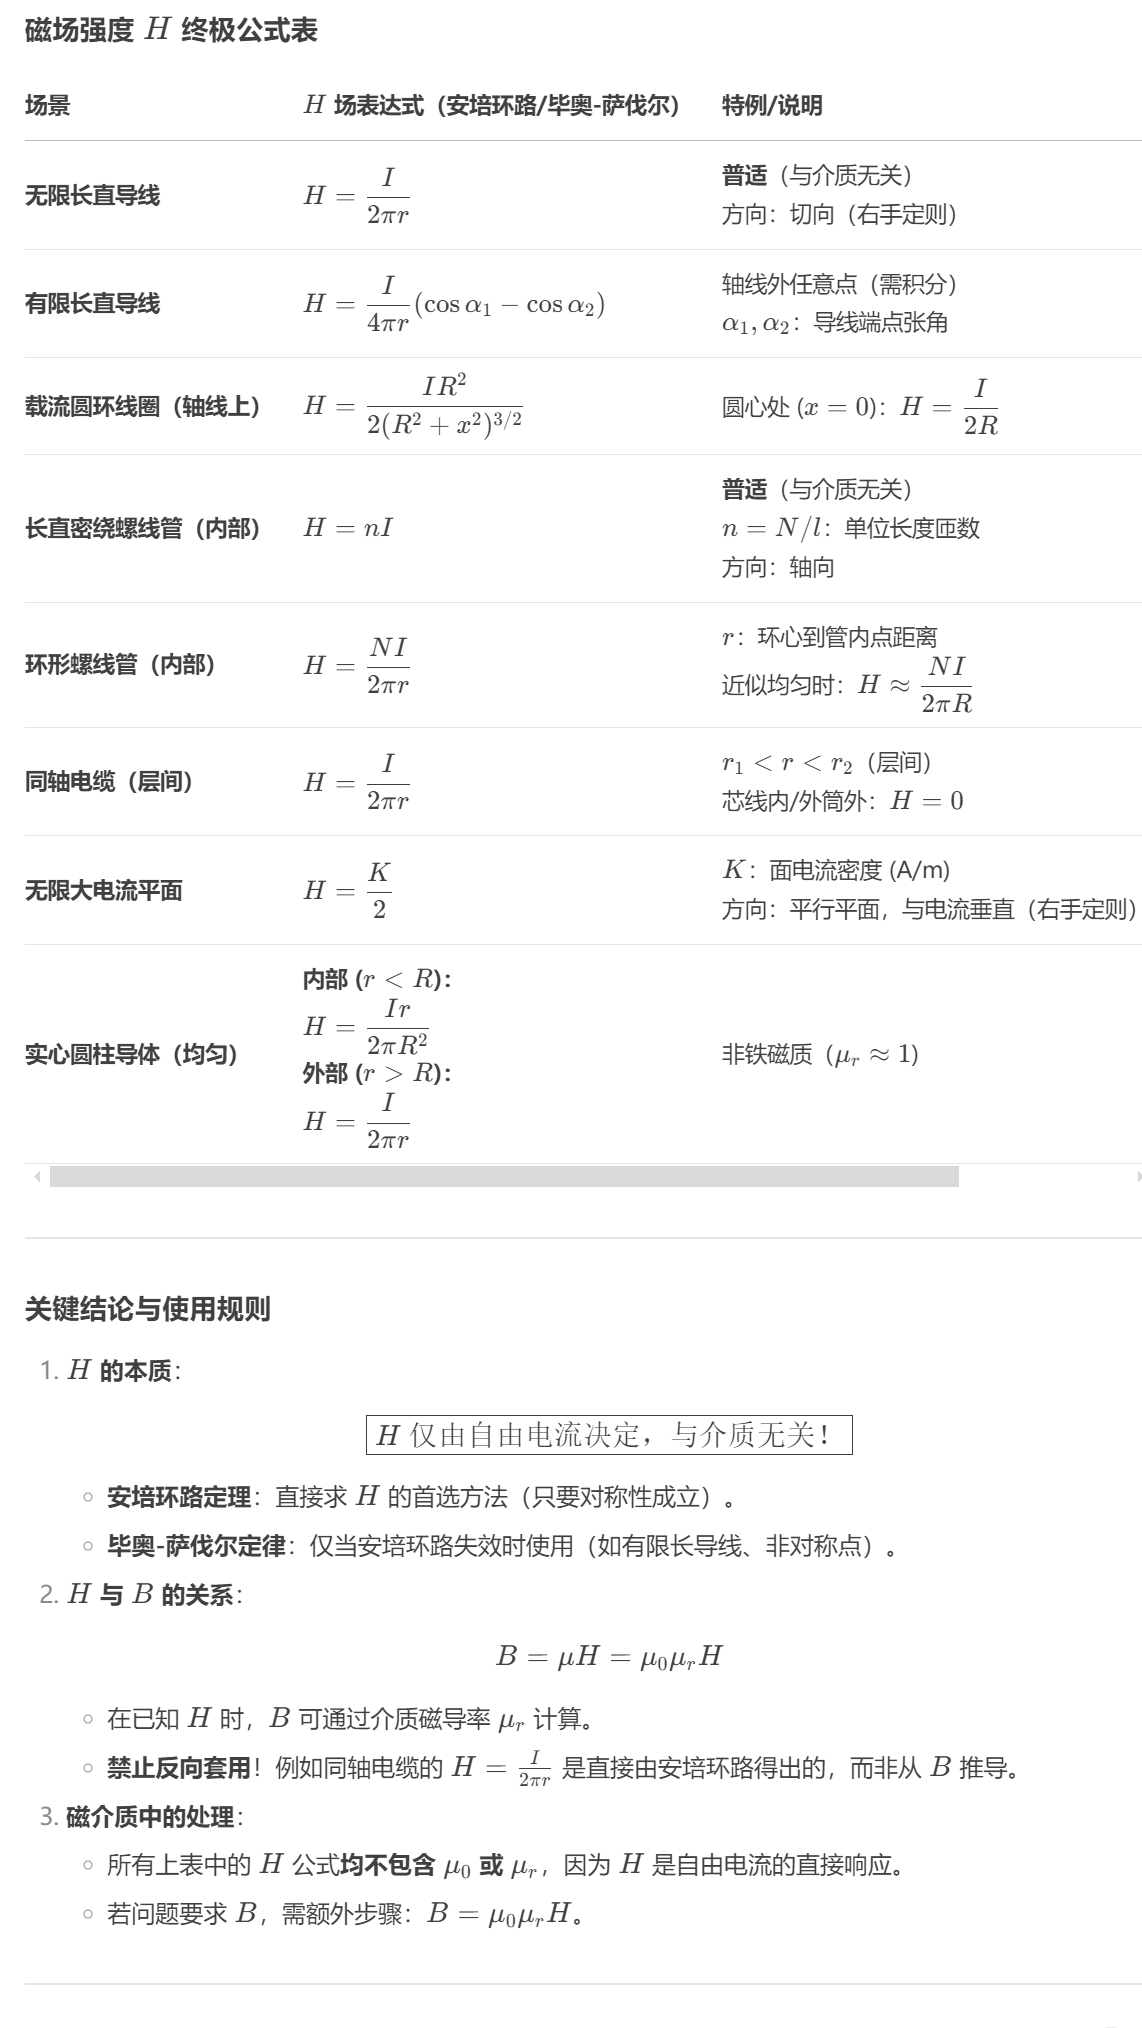 磁场强度 H 终极公式表
场景 H 场表达式（安培环路/毕奥-萨伐尔） 特例/说明
无限长直导线 H = I/(2πr) 普适（与介质无关）
方向：切向（右手定则）
有限长直导线 H = I/(4πr)(cos α₁ − cos α₂) 轴线外任意点（需积分）
α₁, α₂：导线端点张角
载流圆环线圈（轴线上） H = IR²/(2(R² + x²)^{3/2}) 圆心处 (x = 0)：H = I/(2R)
长直密绕螺线管（内部） H = nI 普适（与介质无关）
n = N/l：单位长度匝数
方向：轴向
环形螺线管（内部） H = NI/(2πr) r：环心到管内点距离
近似均匀时：H ≈ NI/(2πR)
同轴电缆（层间） H = I/(2πr) r₁ < r < r₂（层间）
芯线内/外筒外：H = 0
无限大电流平面 H = K/2 K：面电流密度 (A/m)
方向：平行平面，与电流垂直（右手定则）
实心圆柱导体（均匀） 内部 (r < R)：
H = Ir/(2πR²)
外部 (r > R)：
H = I/(2πr)
非铁磁质（μᵣ ≈ 1）
关键结论与使用规则
1. H 的本质：
H 仅由自由电流决定，与介质无关！
◦ 安培环路定理：直接求 H 的首选方法（只要对称性成立）。
◦ 毕奥-萨伐尔定律：仅当安培环路失效时使用（如有限长导线、非对称点）。
2. H 与 B 的关系：
B = μH = μ₀μᵣH
◦ 在已知 H 时，B 可通过介质磁导率 μᵣ 计算。
◦ 禁止反向套用！例如同轴电缆的 H = I/(2πr) 是直接由安培环路得出的，而非从 B 推导。
3. 磁介质中的处理：
◦ 所有上表中的 H 公式均不包含 μ₀ 或 μᵣ，因为 H 是自由电流的直接响应。
◦ 若问题要求 B，需额外步骤：B = μ₀μᵣH。